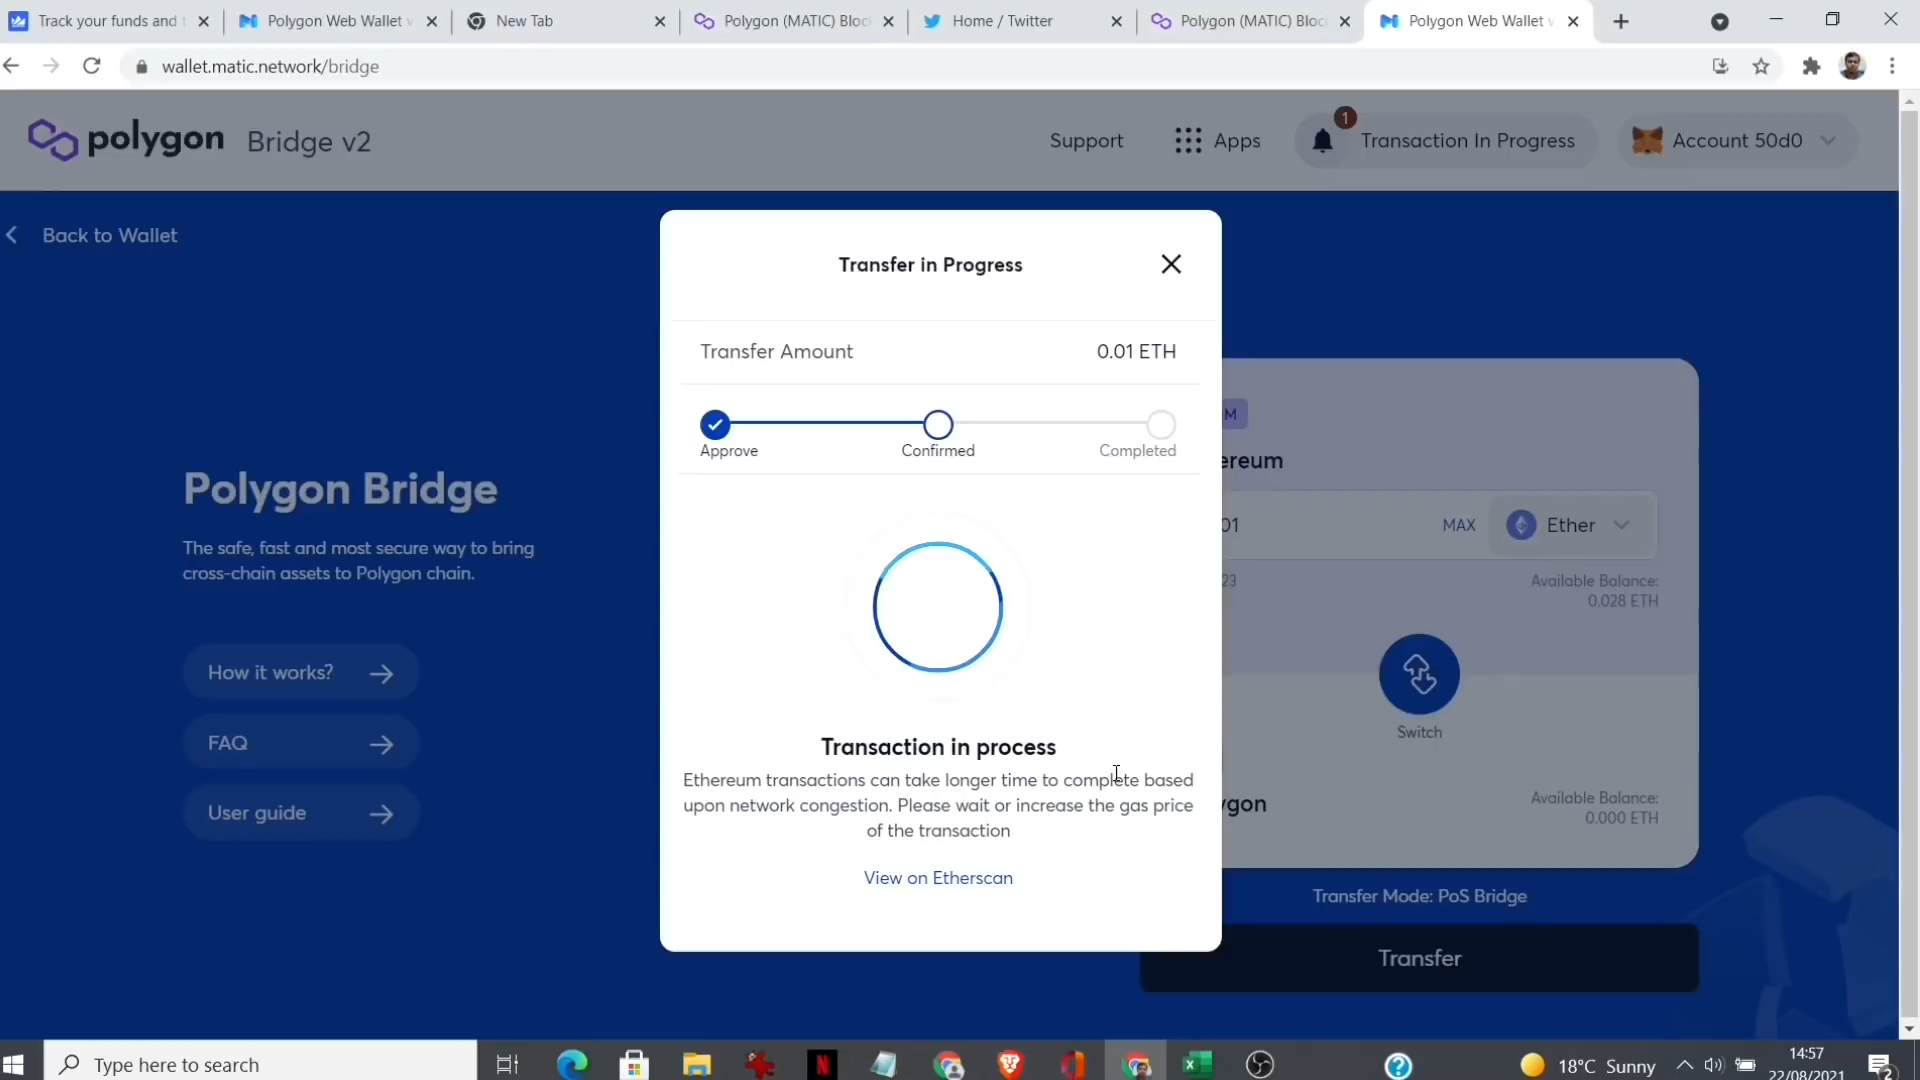 Track your funds and
Polygon Web Wallet
New Tab
Polygon (MATIC) Bloc
Home / Twitter
Polygon (MATIC) Bloc
Polygon Web Wallet
wallet.matic.network/bridge
polygon Bridge v2
Support
Apps
1
Transaction In Progress
Account 50d0
Back to Wallet
Transfer in Progress
Transfer Amount
0.01 ETH
Approve
Confirmed
Completed
Transaction in process
Ethereum transactions can take longer time to complete based
upon network congestion. Please wait or increase the gas price
of the transaction
View on Etherscan
Polygon Bridge
The safe, fast and most secure way to bring
cross-chain assets to Polygon chain.
How it works?
FAQ
User guide
M
ereum
01
MAX
Ether
23
Available Balance:
0.028 ETH
Switch
ygon
Available Balance:
0.000 ETH
Transfer Mode: PoS Bridge
Transfer
Type here to search
18°C Sunny
14:57
22/08/2021
2